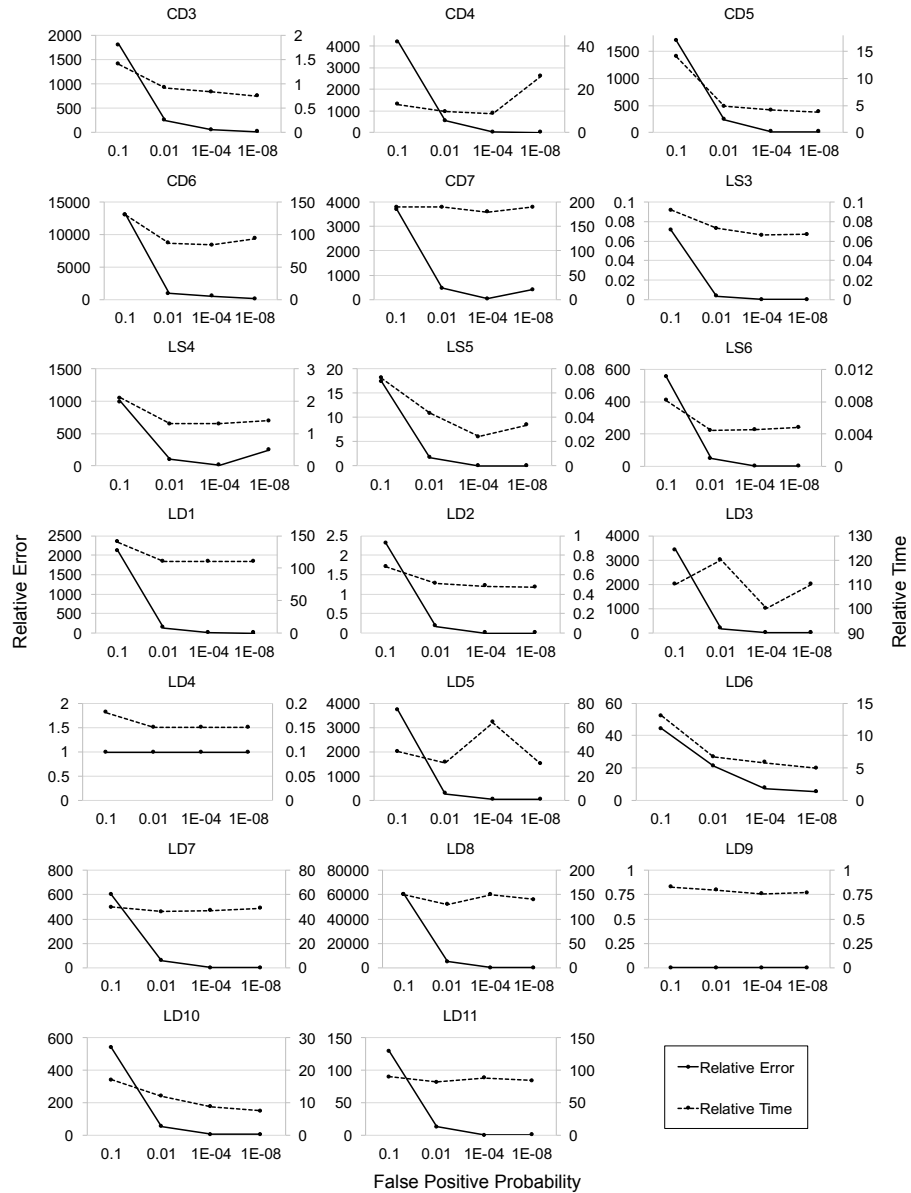 CD3 CD4 CD5
2000 2 4000 40 1500 15
1500 1.5 3000
1000 1 2000 20 1000 10
500 0.5 1000 500 5
0 0 0 0 0 0
0.1 0.01 1E-04 1E-08 0.1 0.01 1E-04 1E-08 0.1 0.01 1E-04 1E-08
CD6 CD7 LS3
15000 150 4000 200 0.1 0.1
3000 150 0.08 0.08
10000 100 2000 100 0.06 0.06
5000 50 1000 50 0.04 0.04
0.02 0.02
0 0 0 0 0 0
0.1 0.01 1E-04 1E-08 0.1 0.01 1E-04 1E-08 0.1 0.01 1E-04 1E-08
LS4 LS5 LS6
1500 3 20 0.08 600 0.012
1000 2 15 0.06 400 0.008
10 0.04
500 1 5 0.02 200 0.004
0 0 0 0 0 0
0.1 0.01 1E-04 1E-08 0.1 0.01 1E-04 1E-08 0.1 0.01 1E-04 1E-08
LD1 LD2 LD3
2500 150 2.5 1 4000 130
2000 2 0.8 3000 120
1500 100 1.5 0.6 2000 110
1000 50 1 0.4 1000 100
500 0.5 0.2
0 0 0 0 0 90
0.1 0.01 1E-04 1E-08 0.1 0.01 1E-04 1E-08 0.1 0.01 1E-04 1E-08
Relative Error
Relative Time
LD4 LD5 LD6
2 0.2 4000 80 60 15
1.5 0.15 3000 60 40 10
1 0.1 2000 40
0.5 0.05 1000 20 20 5
0 0 0 0 0 0
0.1 0.01 1E-04 1E-08 0.1 0.01 1E-04 1E-08 0.1 0.01 1E-04 1E-08
LD7 LD8 LD9
800 80 80000 200 1 1
600 60 60000 150 0.75 0.75
400 40 40000 100 0.5 0.5
200 20 20000 50 0.25 0.25
0 0 0 0 0 0
0.1 0.01 1E-04 1E-08 0.1 0.01 1E-04 1E-08 0.1 0.01 1E-04 1E-08
LD10 LD11
600 30 150 150
400 20 100 100
200 10 50 50
0 0 0 0
0.1 0.01 1E-04 1E-08 0.1 0.01 1E-04 1E-08
Relative Error
Relative Time
False Positive Probability